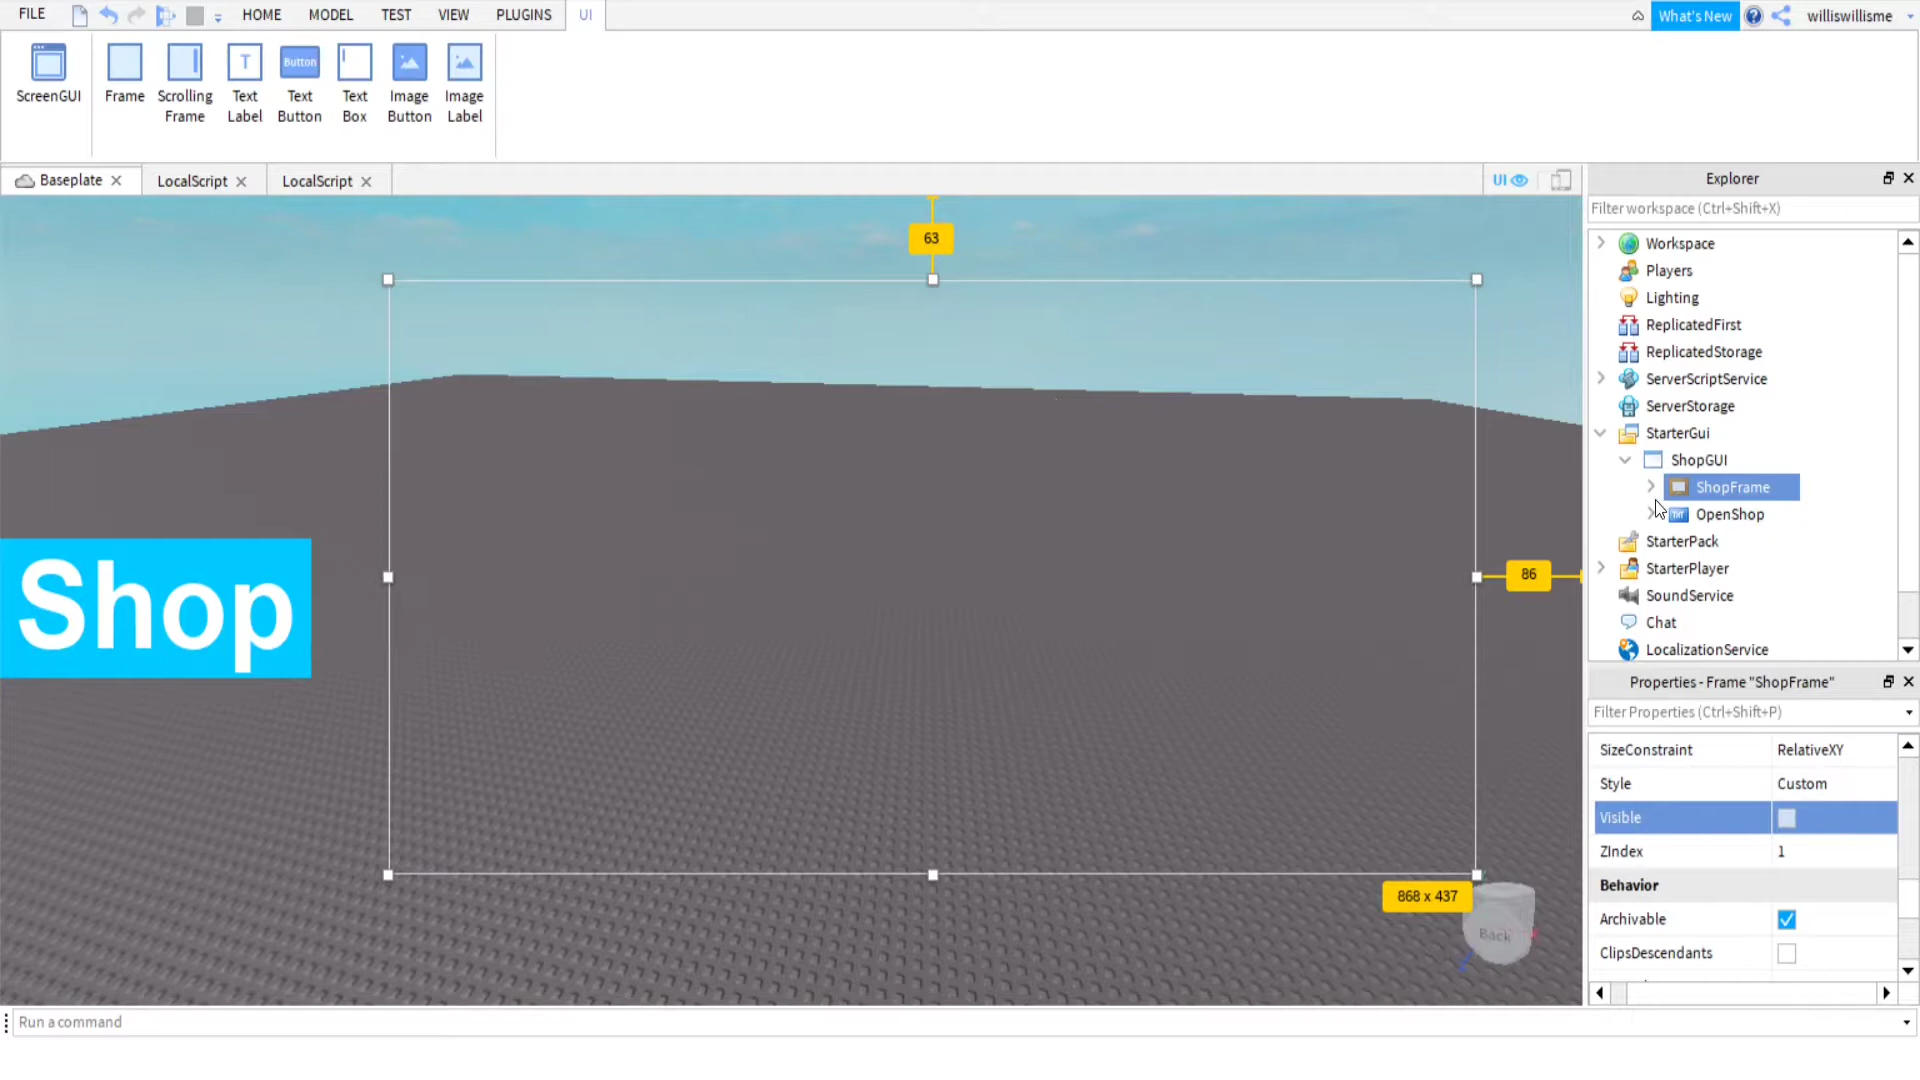 FILE HOME MODEL TEST VIEW PLUGINS UI What's New williswillisme
ScreenGUI
Frame
Scrolling
Frame
T
Text
Label
Button
Text
Button
Text
Box
Image
Button
Image
Label
Baseplate LocalScript LocalScript UI
Explorer
Filter workspace (Ctrl+Shift+X)
Workspace
Players
Lighting
ReplicatedFirst
ReplicatedStorage
ServerScriptService
ServerStorage
StarterGui
ShopGUI
ShopFrame
OpenShop
StarterPack
StarterPlayer
SoundService
Chat
LocalizationService
63
86
868 x 437
Shop
Back
Properties - Frame "ShopFrame"
Filter Properties (Ctrl+Shift+P)
SizeConstraint RelativeXY
Style Custom
Visible
ZIndex 1
Behavior
Archivable
ClipsDescendants
Run a command